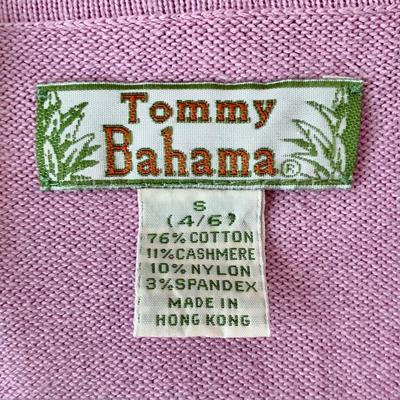 Tommy
Bahama®
S
(4/6)
76% COTTON
11% CASHMERE
10% NYLON
3% SPANDEX
MADE IN
HONG KONG